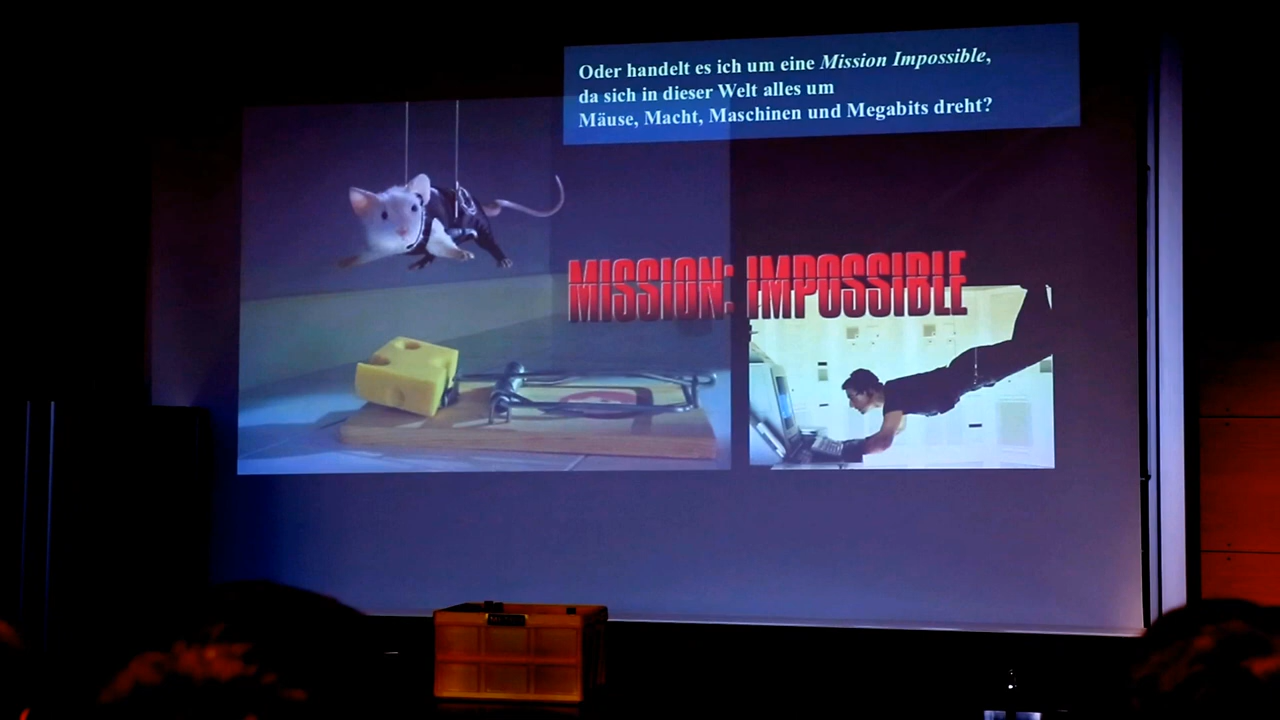 Oder handelt es ich um eine Mission Impossible,
da sich in dieser Welt alles um
Mäuse, Macht, Maschinen und Megabits dreht?
MISSION: IMPOSSIBLE